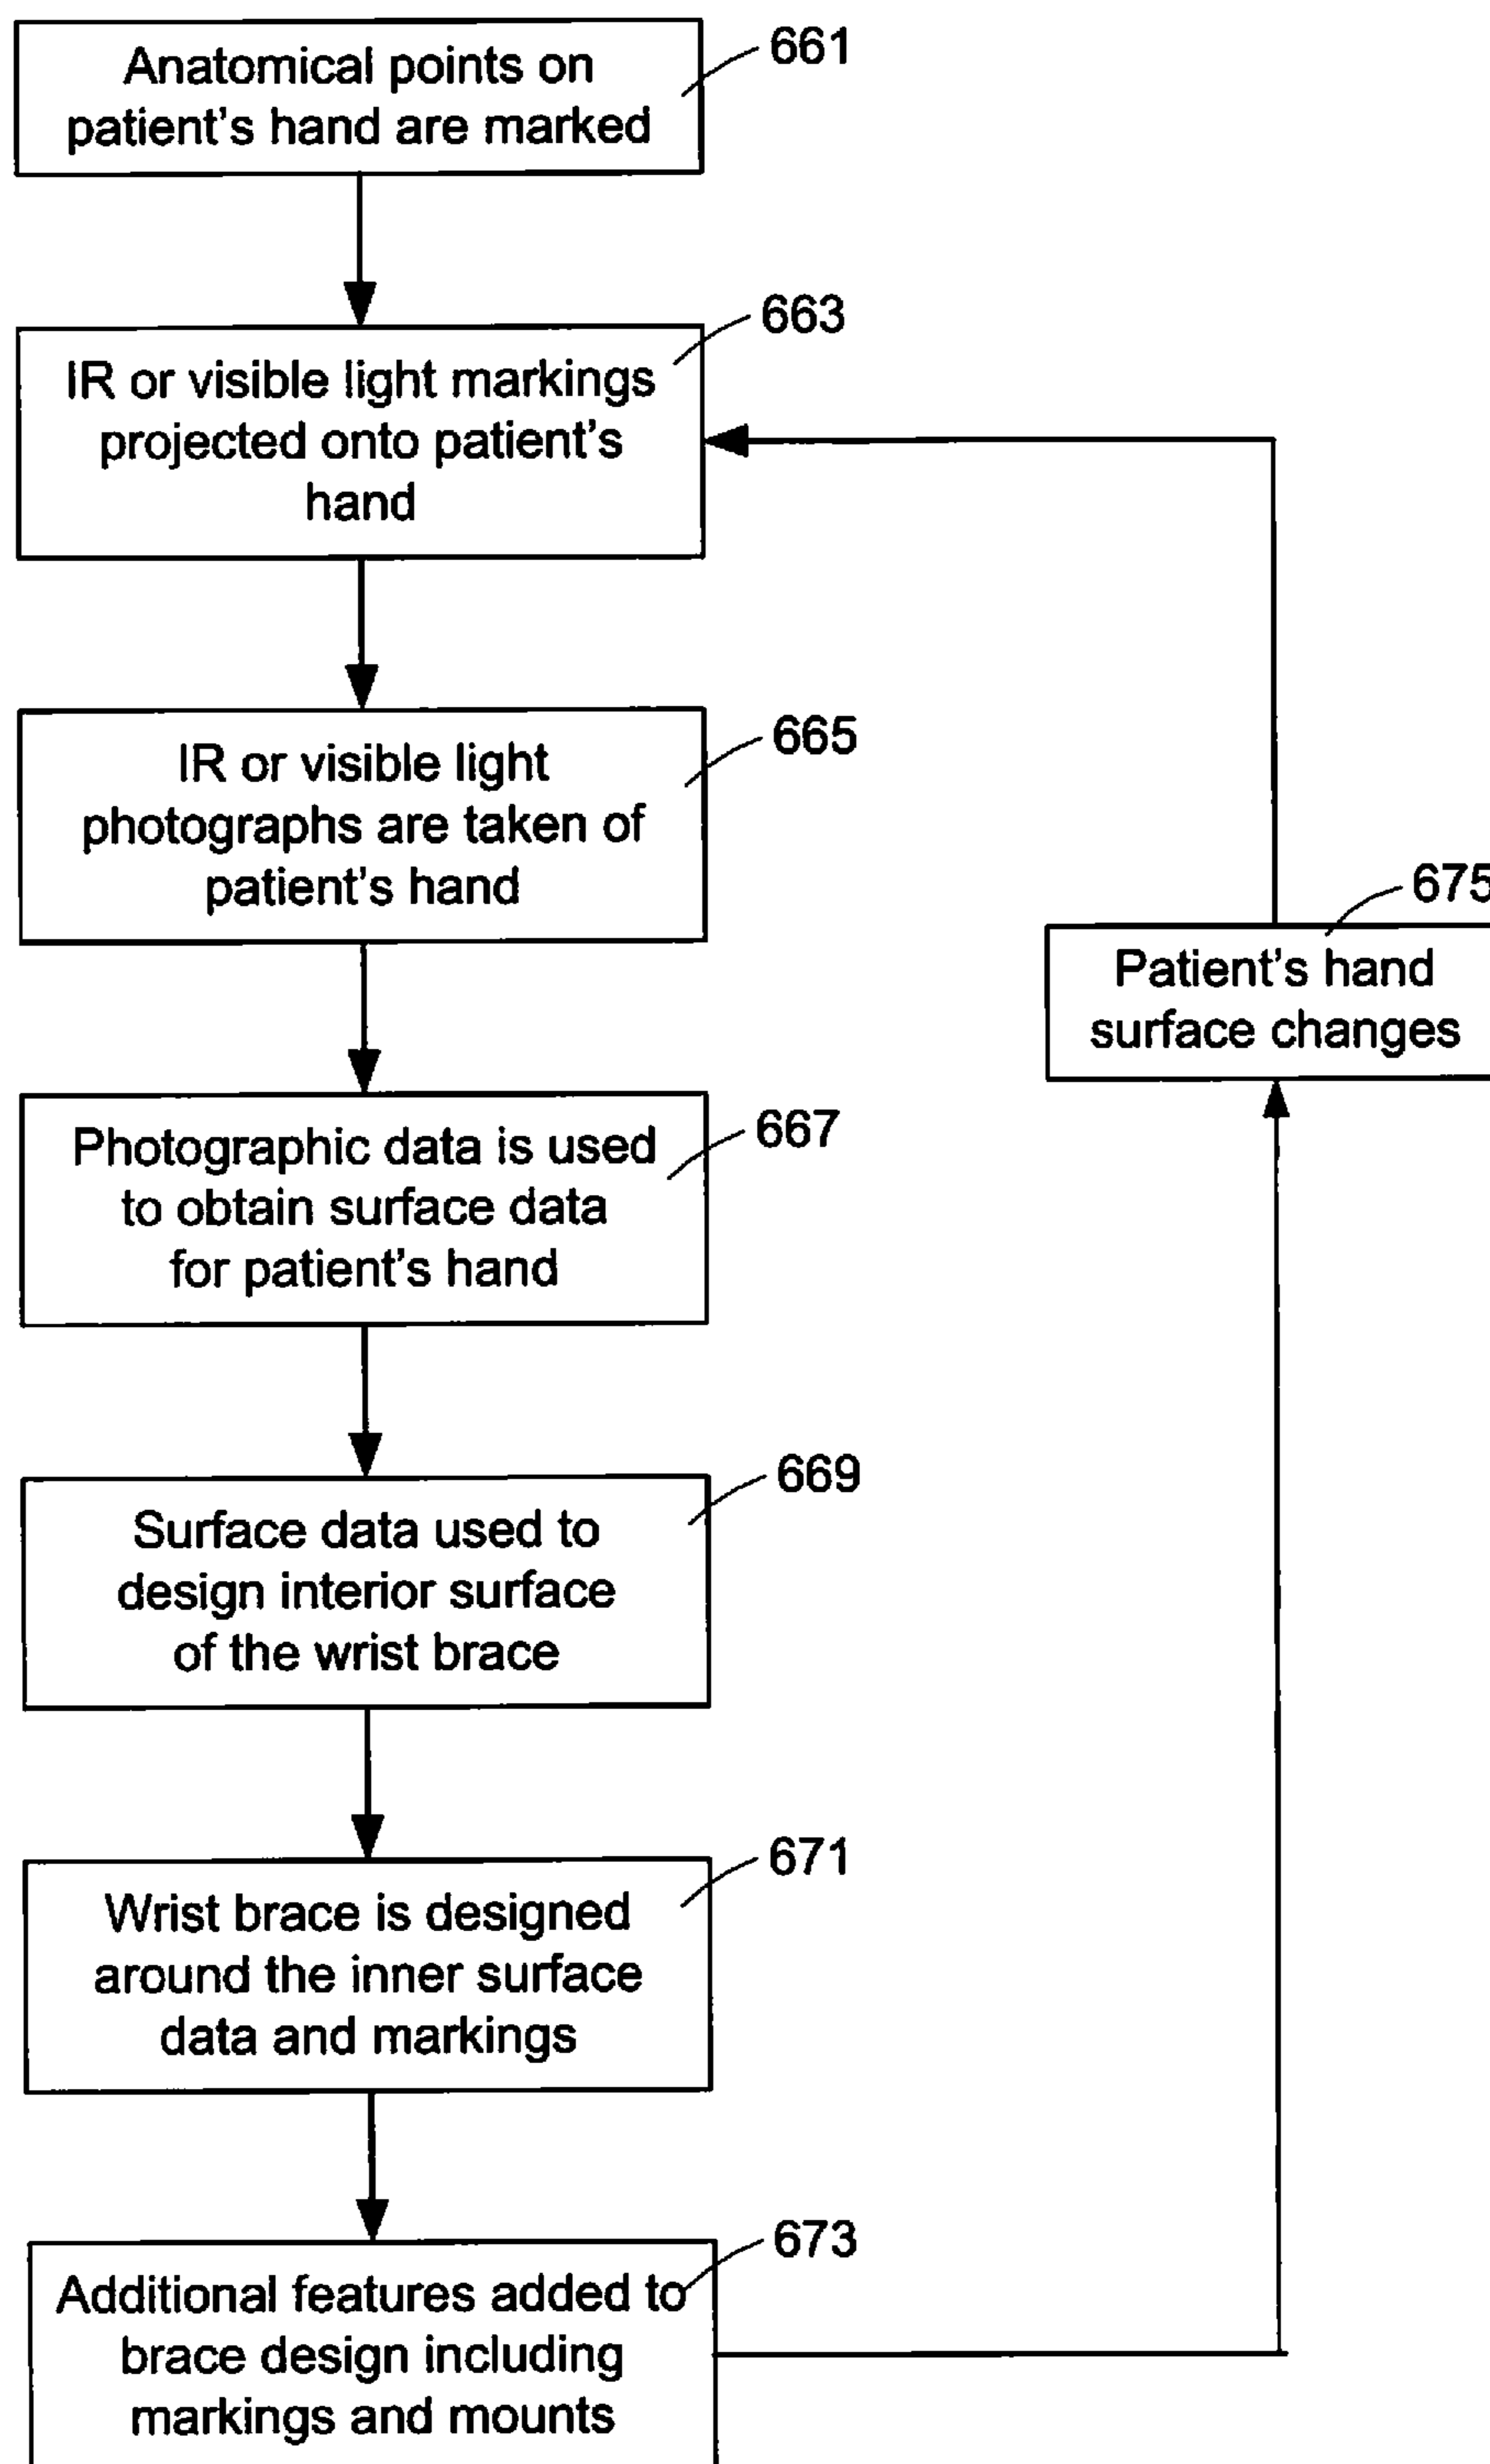 Anatomical points on
patient's hand are marked
661
IR or visible light markings
projected onto patient's
hand
663
IR or visible light
photographs are taken of
patient's hand
665
Patient's hand
surface changes
675
Photographic data is used
to obtain surface data
for patient's hand
667
Surface data used to
design interior surface
of the wrist brace
669
Wrist brace is designed
around the inner surface
data and markings
671
Additional features added to
brace design including
markings and mounts
673